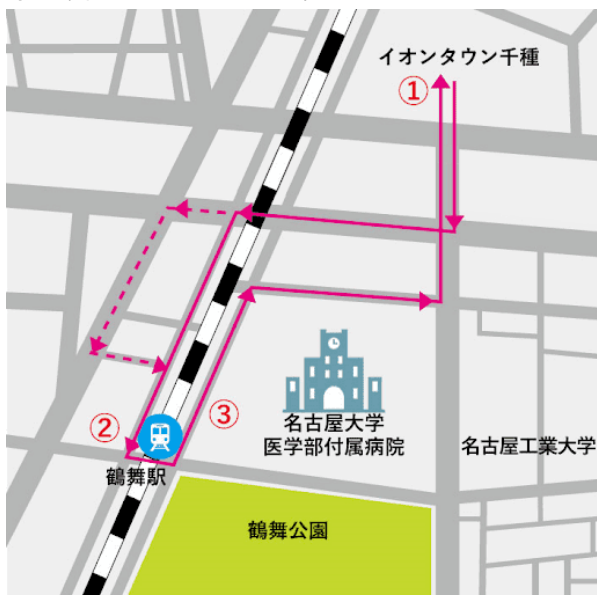 イオンタウン千種
①
②
③
名古屋大学
医学部付属病院
名古屋工業大学
鶴舞駅
鶴舞公園